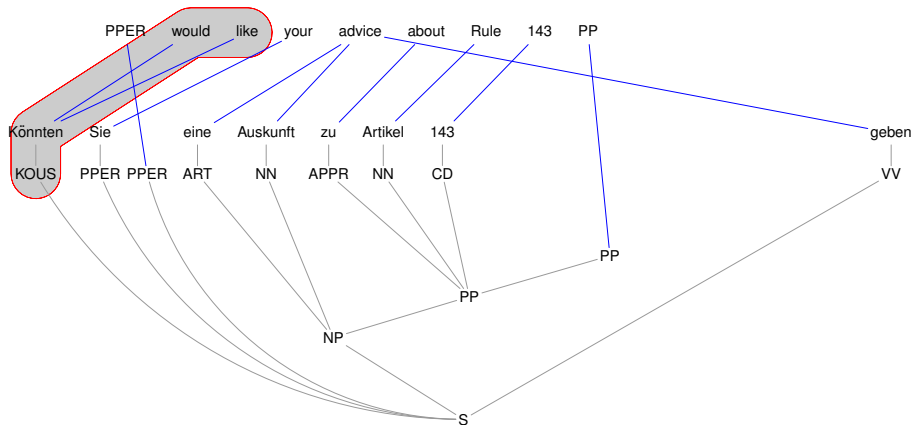 PPER would like your advice about Rule 143 PP
Könnten Sie eine Auskunft zu Artikel 143 geben
KOUS PPER PPER ART NN APPR NN CD VV
PP
PP
NP
S